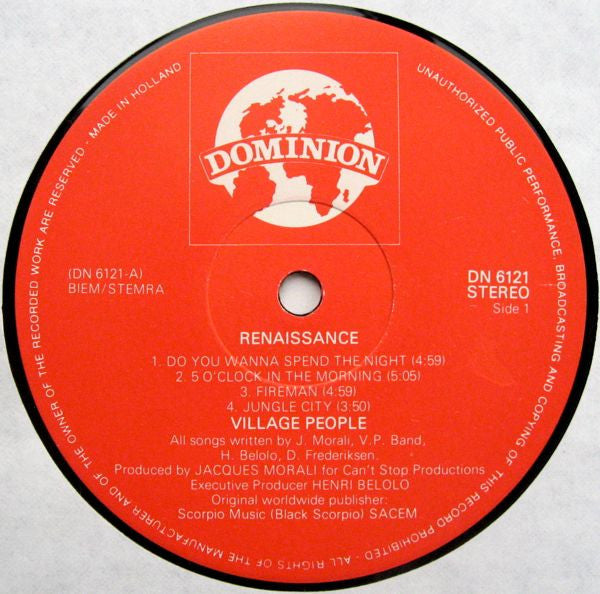 DOMINION
(DN 6121-A)
BIEM/STEMRA
DN 6121
STEREO
Side 1
RENAISSANCE
1. DO YOU WANNA SPEND THE NIGHT (4:59)
2. 5 O'CLOCK IN THE MORNING (5:05)
3. FIREMAN (4:59)
4. JUNGLE CITY (3:50)
VILLAGE PEOPLE
All songs written by J. Morali, V.P. Band,
H. Belolo, D. Frederiksen.
Produced by JACQUES MORALI for Can't Stop Productions
Executive Producer HENRI BELOLO
Original worldwide publisher:
Scorpio Music (Black Scorpio) SACEM
UNAUTHORIZED PUBLIC PERFORMANCE, BROADCASTING AND COPYING OF THIS RECORD PROHIBITED - ALL RIGHTS OF THE MANUFACTURER AND OF THE OWNER OF THE RECORDED WORK ARE RESERVED - MADE IN HOLLAND